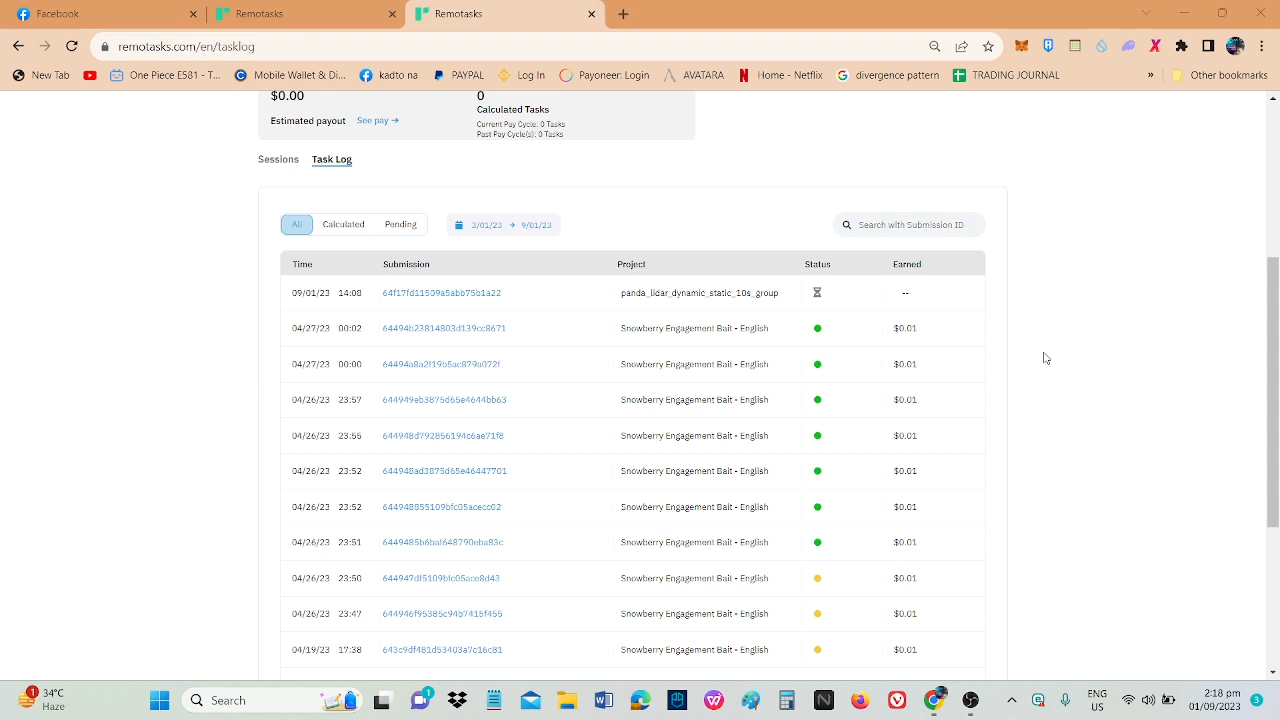 Facebook
Remotasks
Remotasks
remotasks.com/en/tasklog
New Tab
One Piece E581 - T...
Mobile Wallet & Di...
kadto na
PAYPAL
Log In
Payoneer: Login
AVATARA
Home - Netflix
divergence pattern
TRADING JOURNAL
»
Other bookmarks
$0.00
0
Calculated Tasks
Estimated payout See pay →
Current Pay Cycle: 0 Tasks
Past Pay Cycle(s): 0 Tasks
Sessions Task Log
All Calculated Pending 3/01/23 → 9/01/23 Search with Submission ID
Time Submission Project Status Earned
09/01/23 14:08 64f17fd11509a5abb75b1a22 panda_lidar_dynamic_static_10s_group --
04/27/23 00:02 64494b23814803d139cc8671 Snowberry Engagement Bait - English $0.01
04/27/23 00:00 64494a8a2f19b5ac879a072f Snowberry Engagement Bait - English $0.01
04/26/23 23:57 644949eb3875d65e4644bb63 Snowberry Engagement Bait - English $0.01
04/26/23 23:55 644948d792856194c6ae71f8 Snowberry Engagement Bait - English $0.01
04/26/23 23:52 644948ad3875d65e46447701 Snowberry Engagement Bait - English $0.01
04/26/23 23:52 644948855109bfc05acecc02 Snowberry Engagement Bait - English $0.01
04/26/23 23:51 6449485b6baf648790eba83c Snowberry Engagement Bait - English $0.01
04/26/23 23:50 644947df5109bfc05ace8d43 Snowberry Engagement Bait - English $0.01
04/26/23 23:47 644946f95385c94b7415f455 Snowberry Engagement Bait - English $0.01
04/19/23 17:38 643c9df481d53403a7c16c81 Snowberry Engagement Bait - English $0.01
1
34°C
Haze
Search
1
ENG
US
2:18 pm
01/09/2023
3